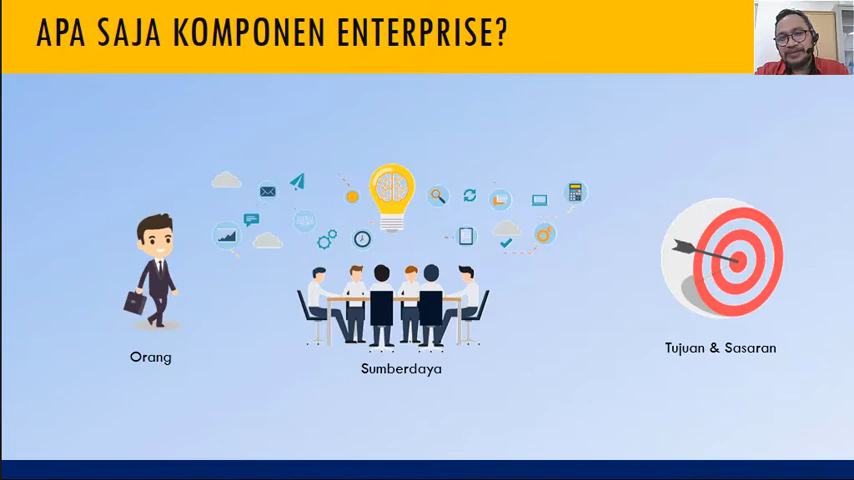 APA SAJA KOMPONEN ENTERPRISE?
Orang
Sumberdaya
Tujuan & Sasaran